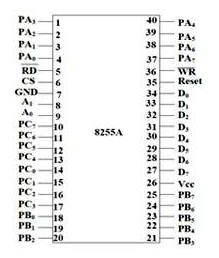 PA₃ 1 40 PA₄
PA₂ 2 39 PA₅
PA₁ 3 38 PA₆
PA₀ 4 37 PA₇
R̅D̅ 5 36 W̅R̅
C̅S̅ 6 35 Reset
GND 7 34 D₀
A₁ 8 33 D₁
A₀ 9 32 D₂
PC₇ 10 31 D₃
PC₆ 11 8255A 30 D₄
PC₅ 12 29 D₅
PC₄ 13 28 D₆
PC₀ 14 27 D₇
PC₁ 15 26 Vcc
PC₂ 16 25 PB₇
PC₃ 17 24 PB₆
PB₀ 18 23 PB₅
PB₁ 19 22 PB₄
PB₂ 20 21 PB₃